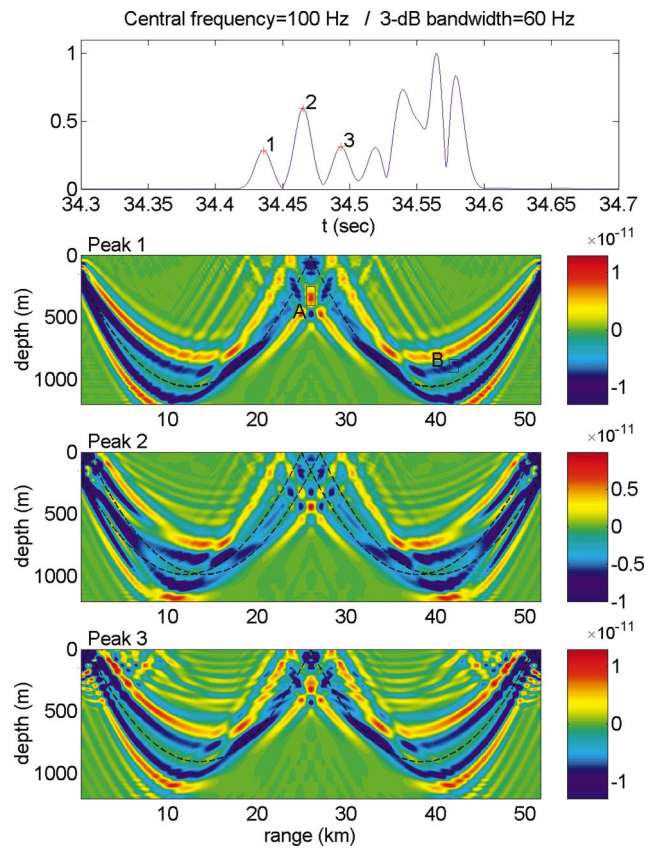 Central frequency=100 Hz / 3-dB bandwidth=60 Hz
1
0.5
0
1
2
3
34.3 34.35 34.4 34.45 34.5 34.55 34.6 34.65 34.7
t (sec)
Peak 1
×10⁻¹¹
0
500
1000
depth (m)
A
B
1
0
-1
10 20 30 40 50
Peak 2
×10⁻¹¹
0
500
1000
depth (m)
1
0.5
0
-0.5
-1
10 20 30 40 50
Peak 3
×10⁻¹¹
0
500
1000
depth (m)
1
0
-1
10 20 30 40 50
range (km)